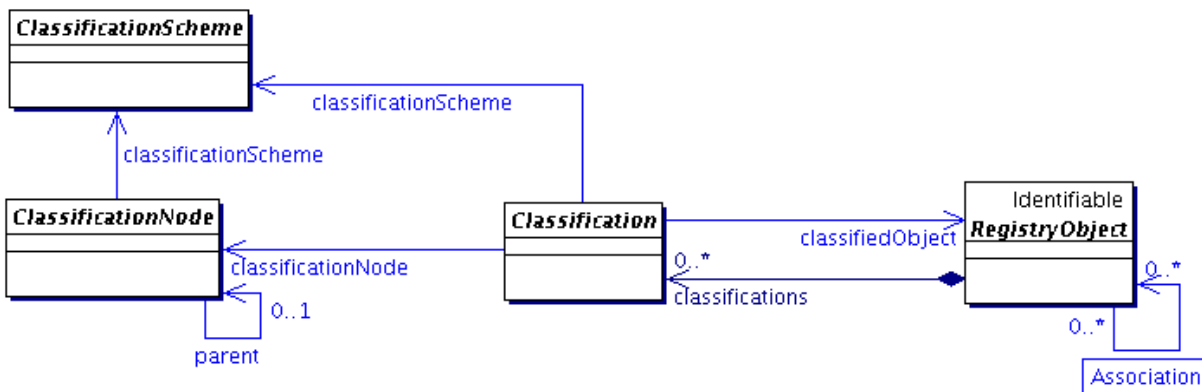 ClassificationScheme
classificationScheme
classificationScheme
ClassificationNode
Classification
Identifiable
RegistryObject
classifiedObject
classificationNode
0..*
classifications
0..*
0..1
0..*
parent
Association